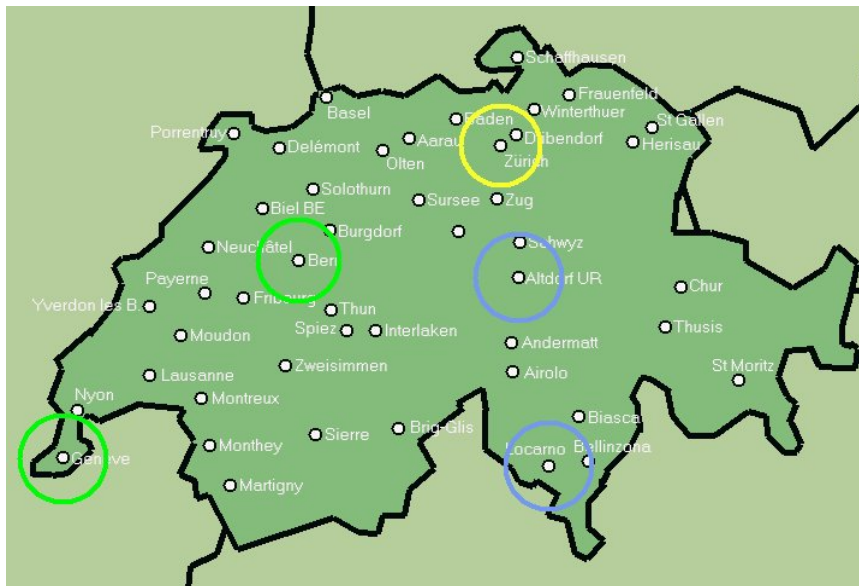 Schaffhausen
Frauenfeld
Basel
Winterthuer
Baden
St Gallen
Porrentruy
Dübendorf
Aarau
Herisau
Delémont
Olten
Zürich
Solothurn
Sursee
Zug
Biel BE
Burgdorf
Schwyz
Neuchâtel
Bern
Altdorf UR
Payerne
Chur
Fribourg
Yverdon les B.
Thun
Thusis
Moudon
Spiez
Interlaken
Andermatt
Zweisimmen
St Moritz
Airolo
Lausanne
Nyon
Montreux
Biasca
Brig-Glis
Sierre
Monthey
Locarno
Bellinzona
Genève
Martigny